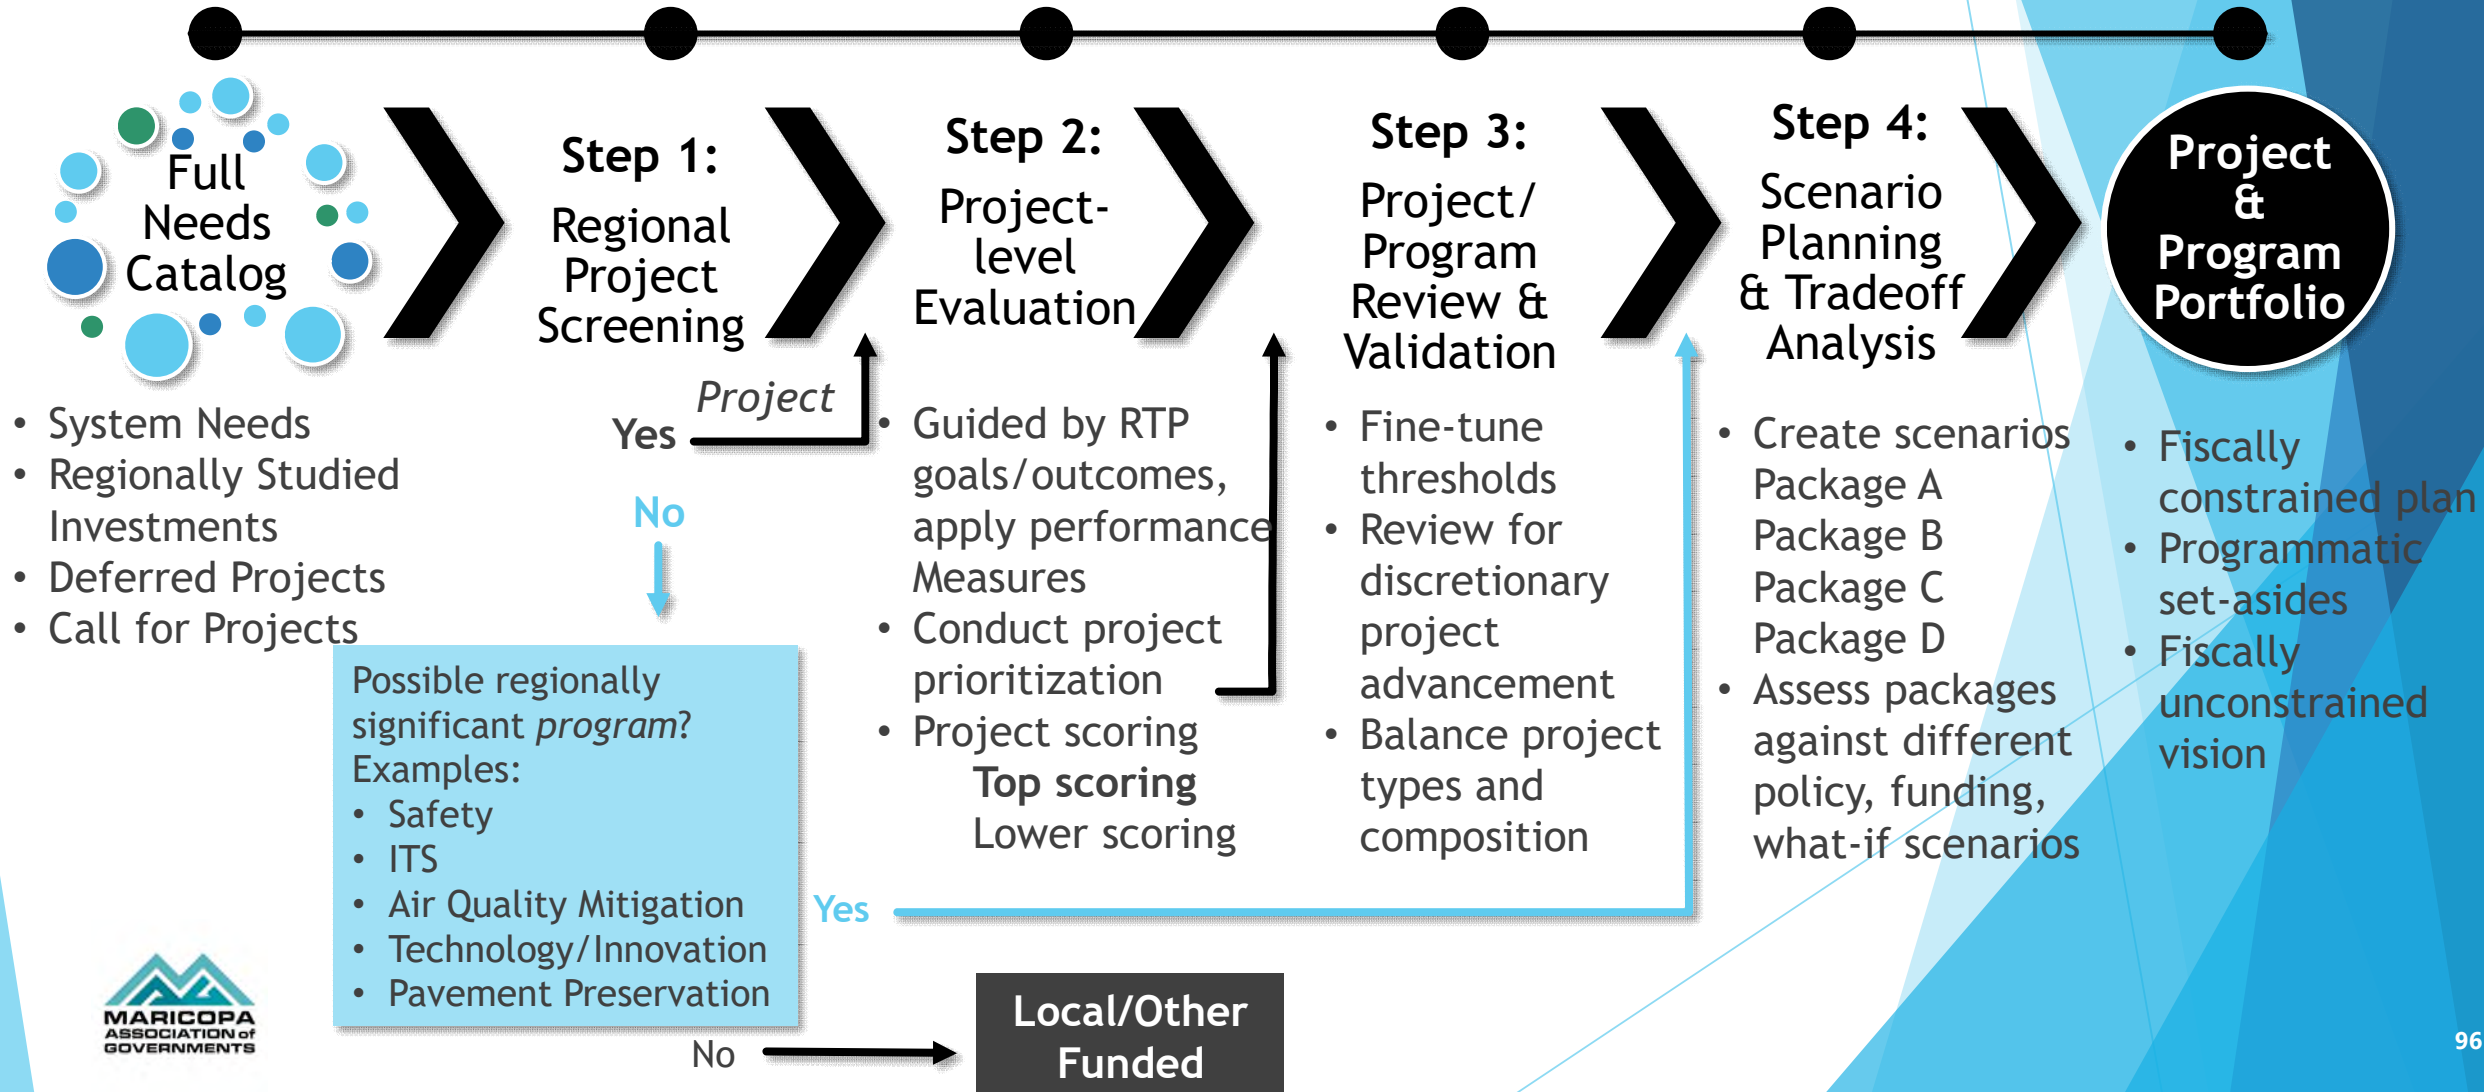 Full
Needs
Catalog
• System Needs
• Regionally Studied
Investments
• Deferred Projects
• Call for Projects
Step 1:
Regional
Project
Screening
Yes
Project
No
Possible regionally
significant program?
Examples:
• Safety
• ITS
• Air Quality Mitigation
• Technology/Innovation
• Pavement Preservation
Yes
No
Local/Other
Funded
Step 2:
Project-
level
Evaluation
• Guided by RTP
goals/outcomes,
apply performance
Measures
• Conduct project
prioritization
• Project scoring
Top scoring
Lower scoring
Step 3:
Project/
Program
Review &
Validation
• Fine-tune
thresholds
• Review for
discretionary
project
advancement
• Balance project
types and
composition
Step 4:
Scenario
Planning
& Tradeoff
Analysis
• Create scenarios
Package A
Package B
Package C
Package D
• Assess packages
against different
policy, funding,
what-if scenarios
Project
&
Program
Portfolio
• Fiscally
constrained plan
• Programmatic
set-asides
• Fiscally
unconstrained
vision
MARICOPA
ASSOCIATION of
GOVERNMENTS
96